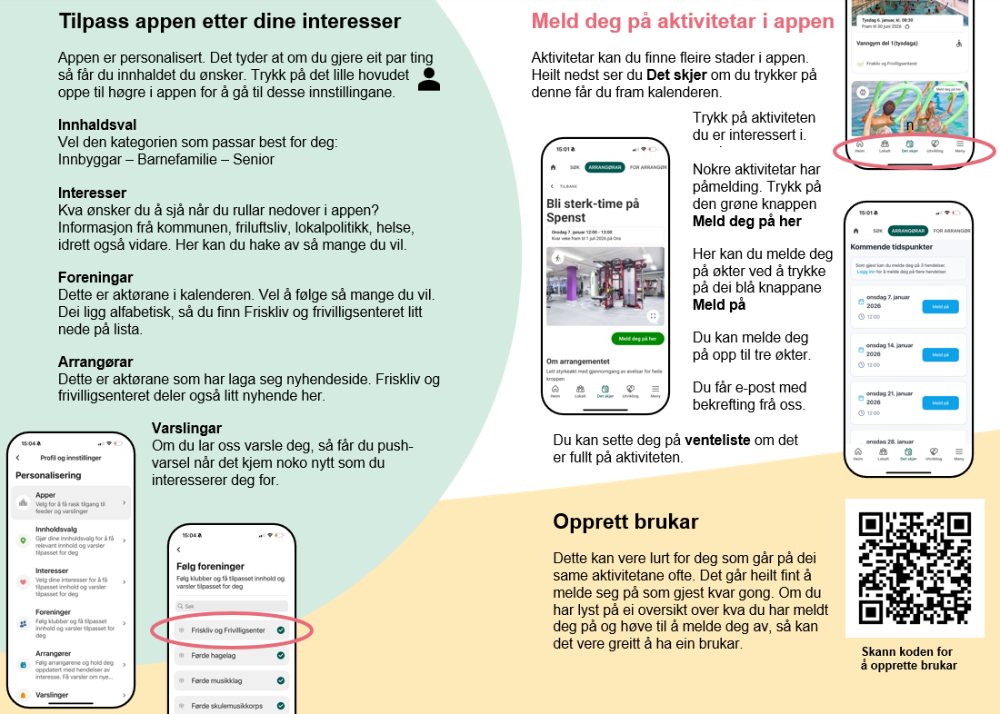 Tilpass appen etter dine interesser
Appen er personalisert. Det tyder at om du gjere eit par ting
så får du innhaldet du ønsker. Trykk på det lille hovudet
oppe til høgre i appen for å gå til desse innstillingane.
Innhaldsval
Vel den kategorien som passar best for deg:
Innbyggar – Barnefamilie – Senior
Interesser
Kva ønsker du å sjå når du rullar nedover i appen?
Informasjon frå kommunen, friluftsliv, lokalpolitikk, helse,
idrett også vidare. Her kan du hake av så mange du vil.
Foreningar
Dette er aktørane i kalenderen. Vel å følge så mange du vil.
Dei ligg alfabetisk, så du finn Friskliv og frivilligsenteret litt
nede på lista.
Arrangørar
Dette er aktørane som har laga seg nyhendeside. Friskliv og
frivilligsenteret deler også litt nyhende her.
Varslingar
Om du lar oss varsle deg, så får du push-
varsel når det kjem noko nytt som du
interesserer deg for.
15:04
Profil og innstillinger
Personalisering
Apper
Velg for å få rask tilgang til
feeder og varslinger
Innholdsvalg
Gjør dine Innholdsvalg for å få
relevant innhold og varsler
tilpasset for deg
Interesser
Velg dine interesser for å få
tilpasset innhold og varsler
tilpasset for deg
Foreninger
Følg klubber og få tilpasset
innhold og varsler tilpasset for
deg
Arrangører
Følg arrangørene og hold deg
oppdatert med hendelser av
interesse. Få varsler om nye...
Varslinger
15:04
Følg foreninger
Følg klubber og få tilpasset innhold og
varsler tilpasset for deg
Søk
Friskliv og Frivilligsenter
Førde hagelag
Førde musikklag
Førde skulemusikkorps
Meld deg på aktivitetar i appen
Aktivitetar kan du finne fleire stader i appen.
Heilt nedst ser du Det skjer om du trykker på
denne får du fram kalenderen.
Trykk på aktiviteten
du er interessert i.
Nokre aktivitetar har
påmelding. Trykk på
den grøne knappen
Meld deg på her
Her kan du melde deg
på økter ved å trykke
på dei blå knappane
Meld på
Du kan melde deg
på opp til tre økter.
Du får e-post med
bekrefting frå oss.
Du kan sette deg på venteliste om det
er fullt på aktiviteten.
15:01
SØK ARRANGØRAR FOR ARRANGØR
TILBAKE
Bli sterk-time på
Spenst
Onsdag 7. januar 12:00 - 13:00
Kvar veke fram til 1 juli 2026 på Ons
Meld deg på her
Om arrangementet
Lett styrkeøkt med gjennomgang av øvelsar for heile
kroppen
Heim Lokalt Det skjer Utvikling Meny
Tysdag 6. januar, kl. 08:30
Fram til 30 juni 2026
Vanngym del 1(tysdaga)
Friskliv og Frivilligsenteret
Meld deg på her
n
Heim Lokalt Det skjer Utvikling Meny
15:01
SØK ARRANGØRAR FOR ARRANGØR
Kommende tidspunkter
Som gjest kan du melde deg på 3 hendelser.
Logg inn for å melde deg på flere hendelser.
onsdag 7. januar
2026
12:00
Meld på
onsdag 14. januar
2026
12:00
Meld på
onsdag 21. januar
2026
12:00
Meld på
onsdag 28. januar
Heim Lokalt Det skjer Utvikling Meny
Opprett brukar
Dette kan vere lurt for deg som går på dei
same aktivitetane ofte. Det går heilt fint å
melde seg på som gjest kvar gong. Om du
har lyst på ei oversikt over kva du har meldt
deg på og høve til å melde deg av, så kan
det vere greitt å ha ein brukar.
Skann koden for
å opprette brukar